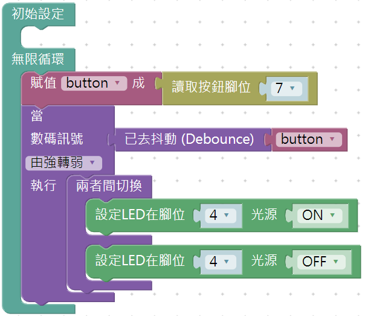 初始設定
無限循環
賦值 button 成 讀取按鈕腳位 7
當
數碼訊號 已去抖動 (Debounce) button
由強轉弱
執行 兩者間切換
設定LED在腳位 4 光源 ON
設定LED在腳位 4 光源 OFF